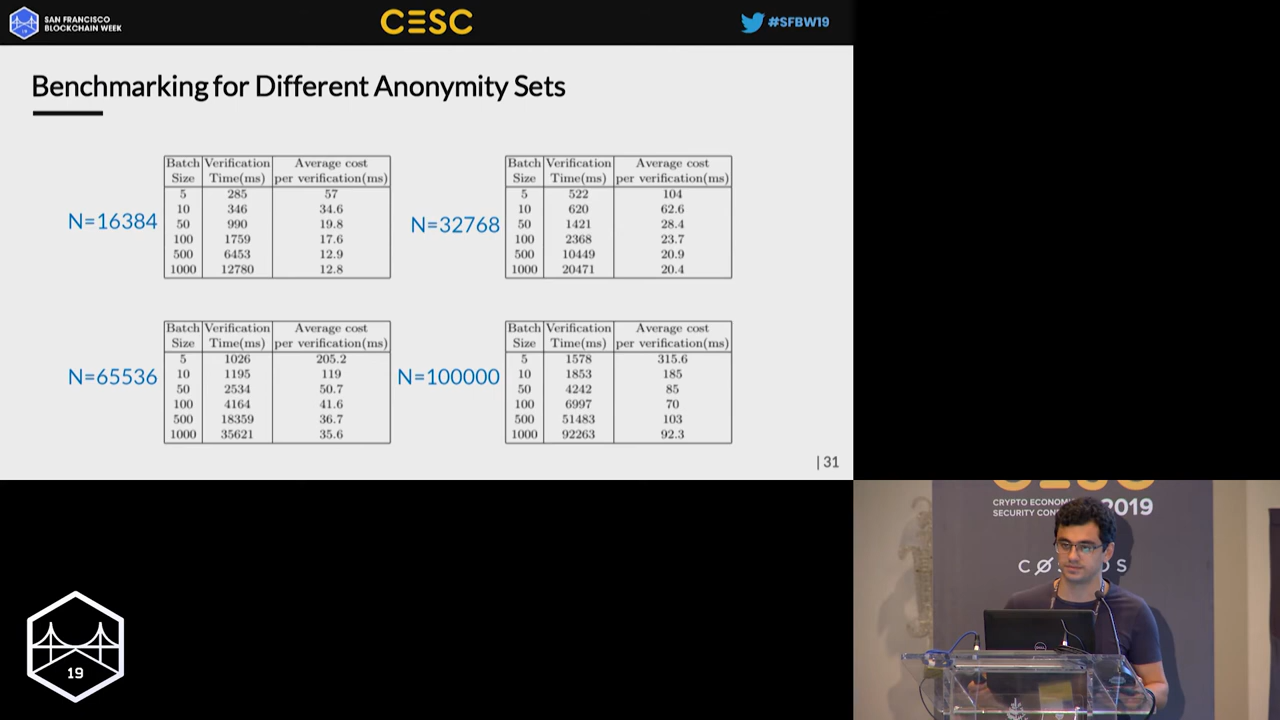 SAN FRANCISCO
BLOCKCHAIN WEEK
19
CESC
#SFBW19
Benchmarking for Different Anonymity Sets
N=16384
Batch Verification Average cost
Size Time(ms) per verification(ms)
5 285 57
10 346 34.6
50 990 19.8
100 1759 17.6
500 6453 12.9
1000 12780 12.8
N=32768
Batch Verification Average cost
Size Time(ms) per verification(ms)
5 522 104
10 620 62.6
50 1421 28.4
100 2368 23.7
500 10449 20.9
1000 20471 20.4
N=65536
Batch Verification Average cost
Size Time(ms) per verification(ms)
5 1026 205.2
10 1195 119
50 2534 50.7
100 4164 41.6
500 18359 36.7
1000 35621 35.6
N=100000
Batch Verification Average cost
Size Time(ms) per verification(ms)
5 1578 315.6
10 1853 185
50 4242 85
100 6997 70
500 51483 103
1000 92263 92.3
| 31
CESC
CRYPTO ECONOM
SECURITY CON 2019
19